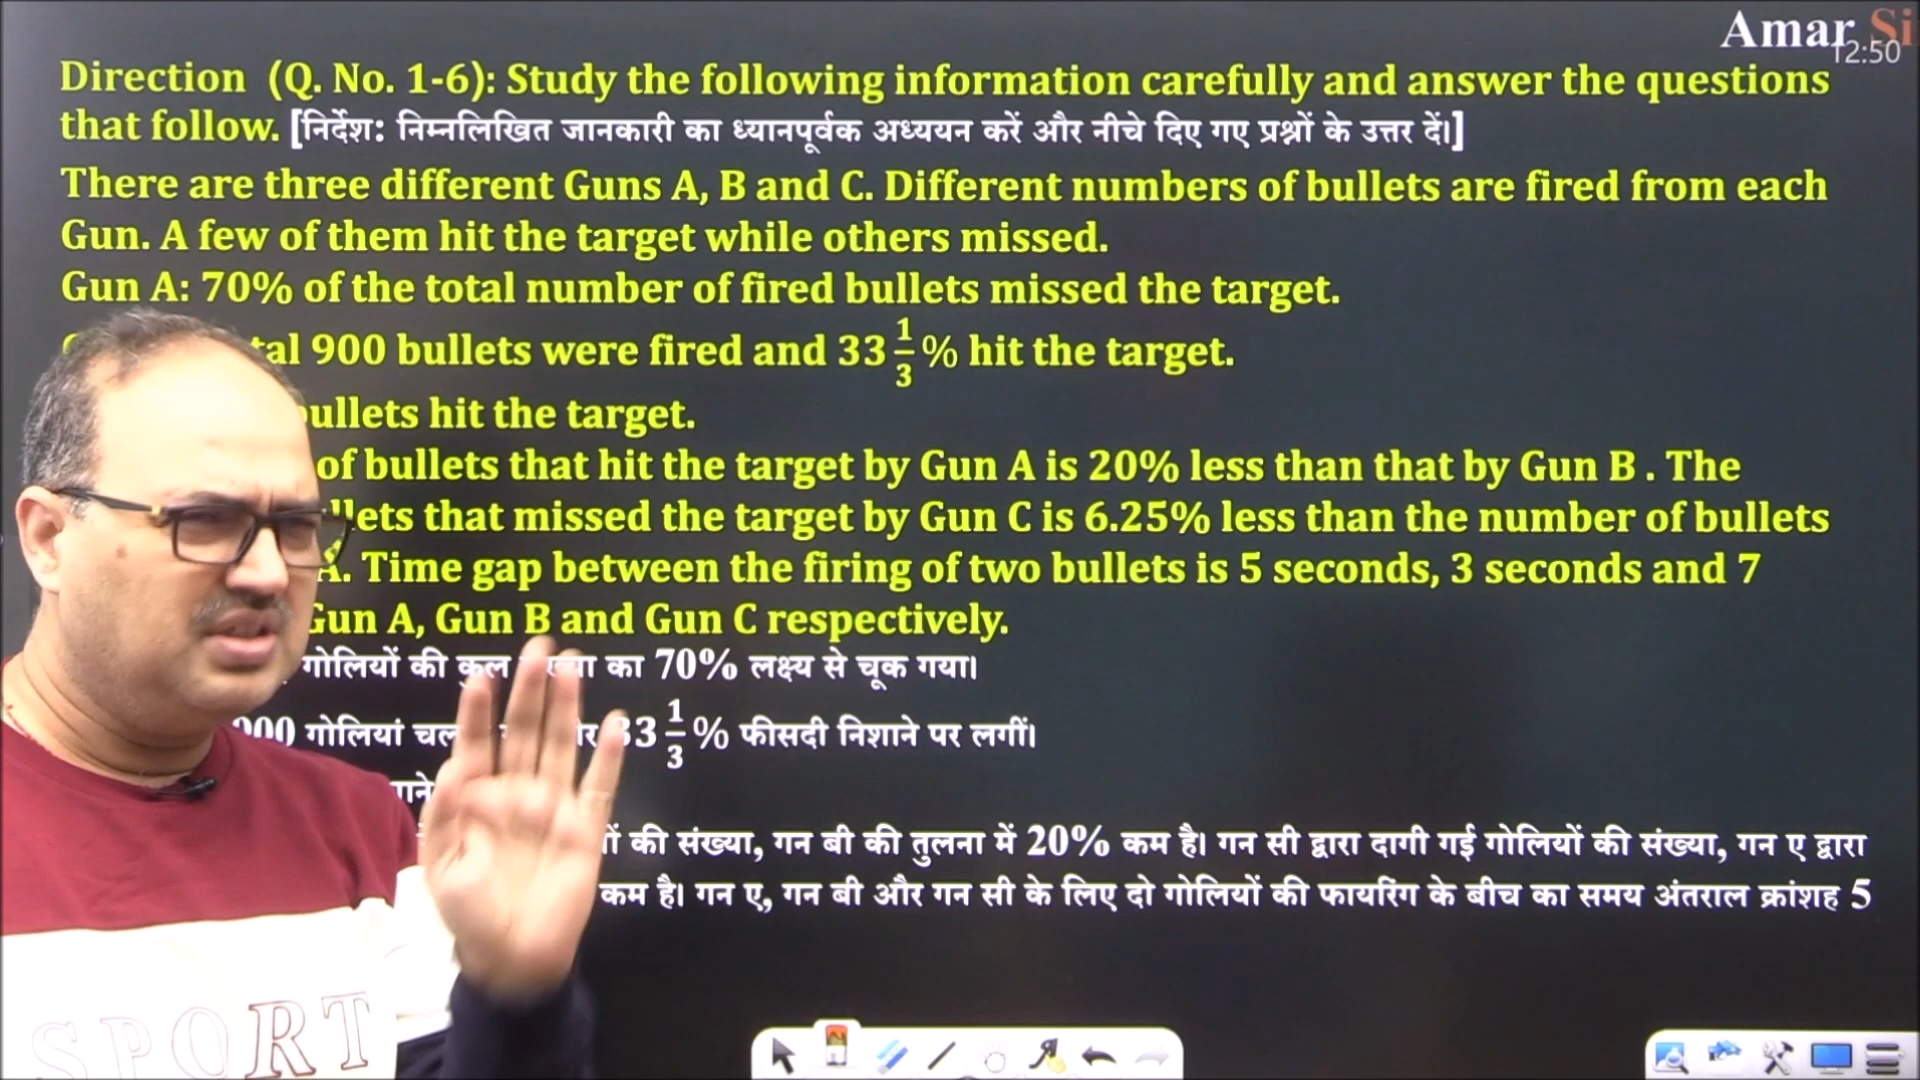 Amar Si
12:50
Direction (Q. No. 1-6): Study the following information carefully and answer the questions
that follow. [निर्देश: निम्नलिखित जानकारी का ध्यानपूर्वक अध्ययन करें और नीचे दिए गए प्रश्नों के उत्तर दें।]
There are three different Guns A, B and C. Different numbers of bullets are fired from each
Gun. A few of them hit the target while others missed.
Gun A: 70% of the total number of fired bullets missed the target.
900 bullets were fired and 33 1/3 % hit the target.
hit the target.
of bullets that hit the target by Gun A is 20% less than that by Gun B . The
that missed the target by Gun C is 6.25% less than the number of bullets
A. Time gap between the firing of two bullets is 5 seconds, 3 seconds and 7
Gun A, Gun B and Gun C respectively.
गोलियों की कुल का 70% लक्ष्य से चूक गया।
गोलियां 33 1/3 % फीसदी निशाने पर लगीं।
की संख्या, गन बी की तुलना में 20% कम है। गन सी द्वारा दागी गई गोलियों की संख्या, गन ए द्वारा
कम है। गन ए, गन बी और गन सी के लिए दो गोलियों की फायरिंग के बीच का समय अंतराल क्रांशह 5
SPORT